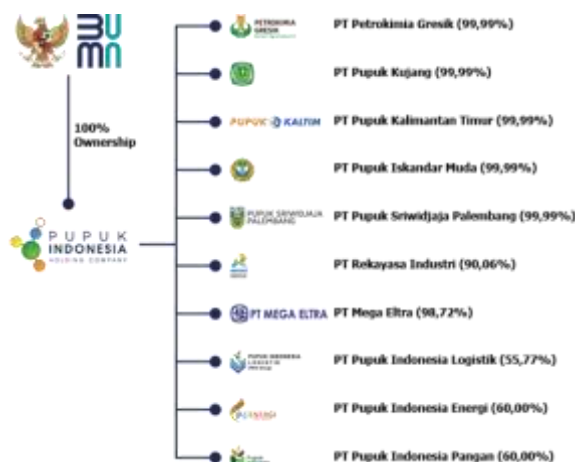 BUMN
100%
Ownership
PUPUK
INDONESIA
HOLDING COMPANY
PETROKIMIA
GRESIK
PT Petrokimia Gresik (99,99%)
PT Pupuk Kujang (99,99%)
PUPUK KALTIM
PT Pupuk Kalimantan Timur (99,99%)
PT Pupuk Iskandar Muda (99,99%)
PUPUK SRIWIDJAJA
PALEMBANG
PT Pupuk Sriwidjaja Palembang (99,99%)
PT Rekayasa Industri (90,06%)
PT MEGA ELTRA
PT Mega Eltra (98,72%)
PUPUK INDONESIA
LOGISTIK
PT Pupuk Indonesia Logistik (55,77%)
PT Pupuk Indonesia Energi (60,00%)
PT Pupuk Indonesia Pangan (60,00%)